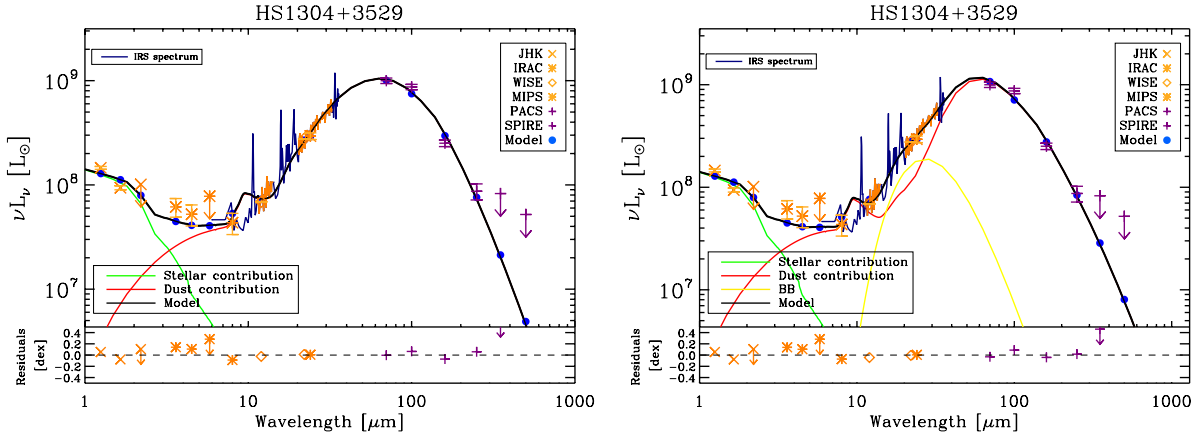 HS1304+3529
IRS spectrum
JHK
IRAC
WISE
MIPS
PACS
SPIRE
Model
10⁹
10⁸
10⁷
νLν [L⊙]
Stellar contribution
Dust contribution
Model
0.4
0.2
0.0
-0.2
-0.4
Residuals
[dex]
1
10
100
1000
Wavelength [μm]
HS1304+3529
IRS spectrum
JHK
IRAC
WISE
MIPS
PACS
SPIRE
Model
10⁹
10⁸
10⁷
νLν [L⊙]
Stellar contribution
Dust contribution
BB
Model
0.4
0.2
0.0
-0.2
-0.4
Residuals
[dex]
1
10
100
1000
Wavelength [μm]